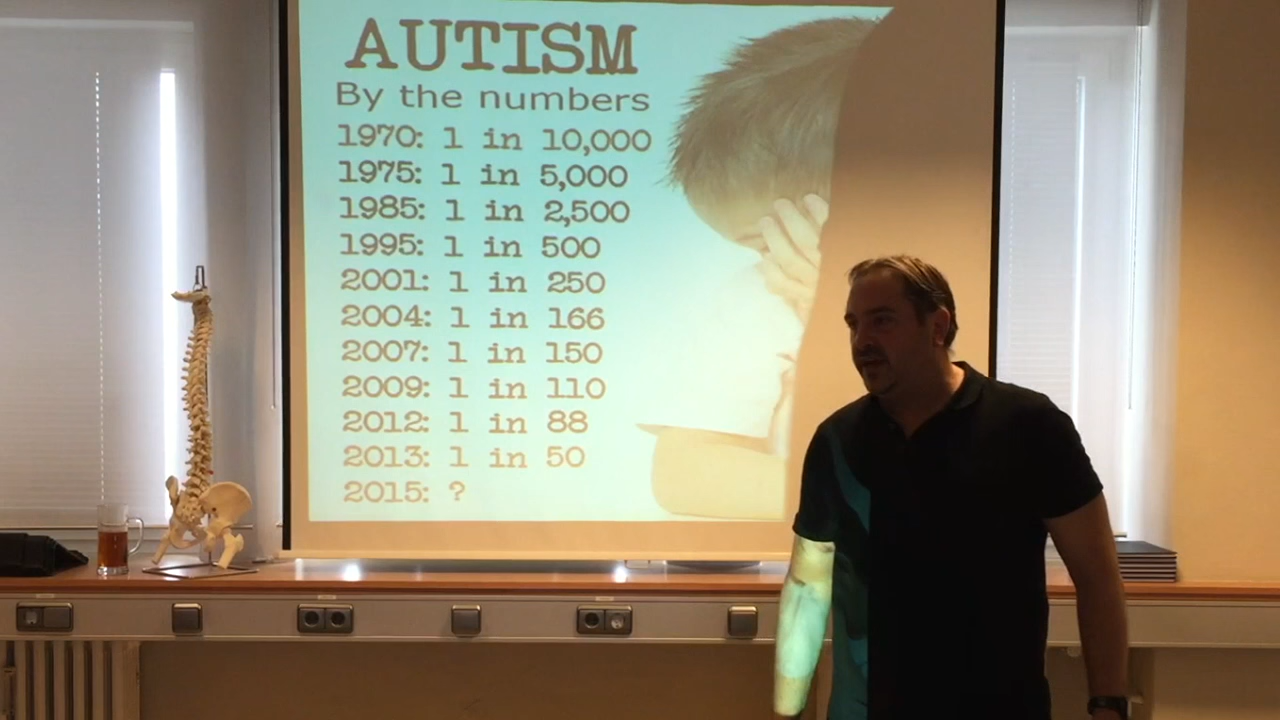 AUTISM
By the numbers
1970: 1 in 10,000
1975: 1 in 5,000
1985: 1 in 2,500
1995: 1 in 500
2001: 1 in 250
2004: 1 in 166
2007: 1 in 150
2009: 1 in 110
2012: 1 in 88
2013: 1 in 50
2015: ?